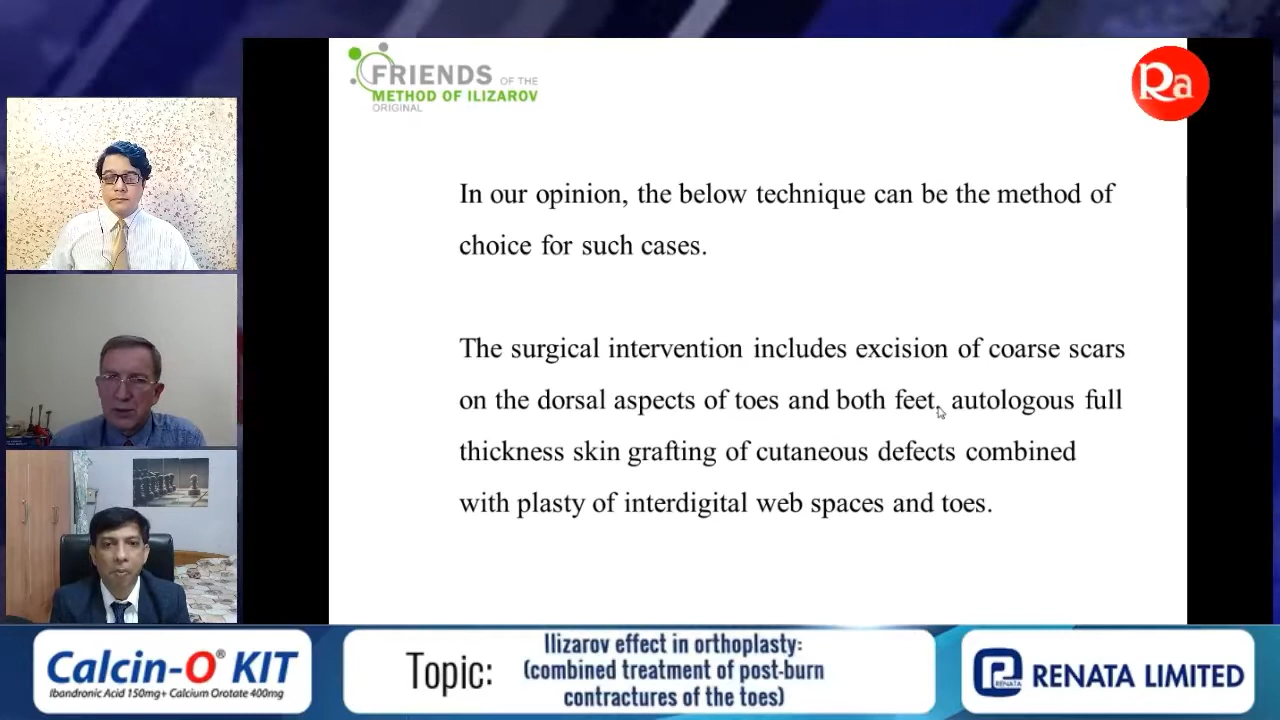 FRIENDS OF THE
METHOD OF ILIZAROV
ORIGINAL
Ra
In our opinion, the below technique can be the method of
choice for such cases.
The surgical intervention includes excision of coarse scars
on the dorsal aspects of toes and both feet, autologous full
thickness skin grafting of cutaneous defects combined
with plasty of interdigital web spaces and toes.
Calcin-O® KIT
Ibandronic Acid 150mg+ Calcium Orotate 400mg
Topic:
Ilizarov effect in orthoplasty:
(combined treatment of post-burn
contractures of the toes)
RENATA
RENATA LIMITED